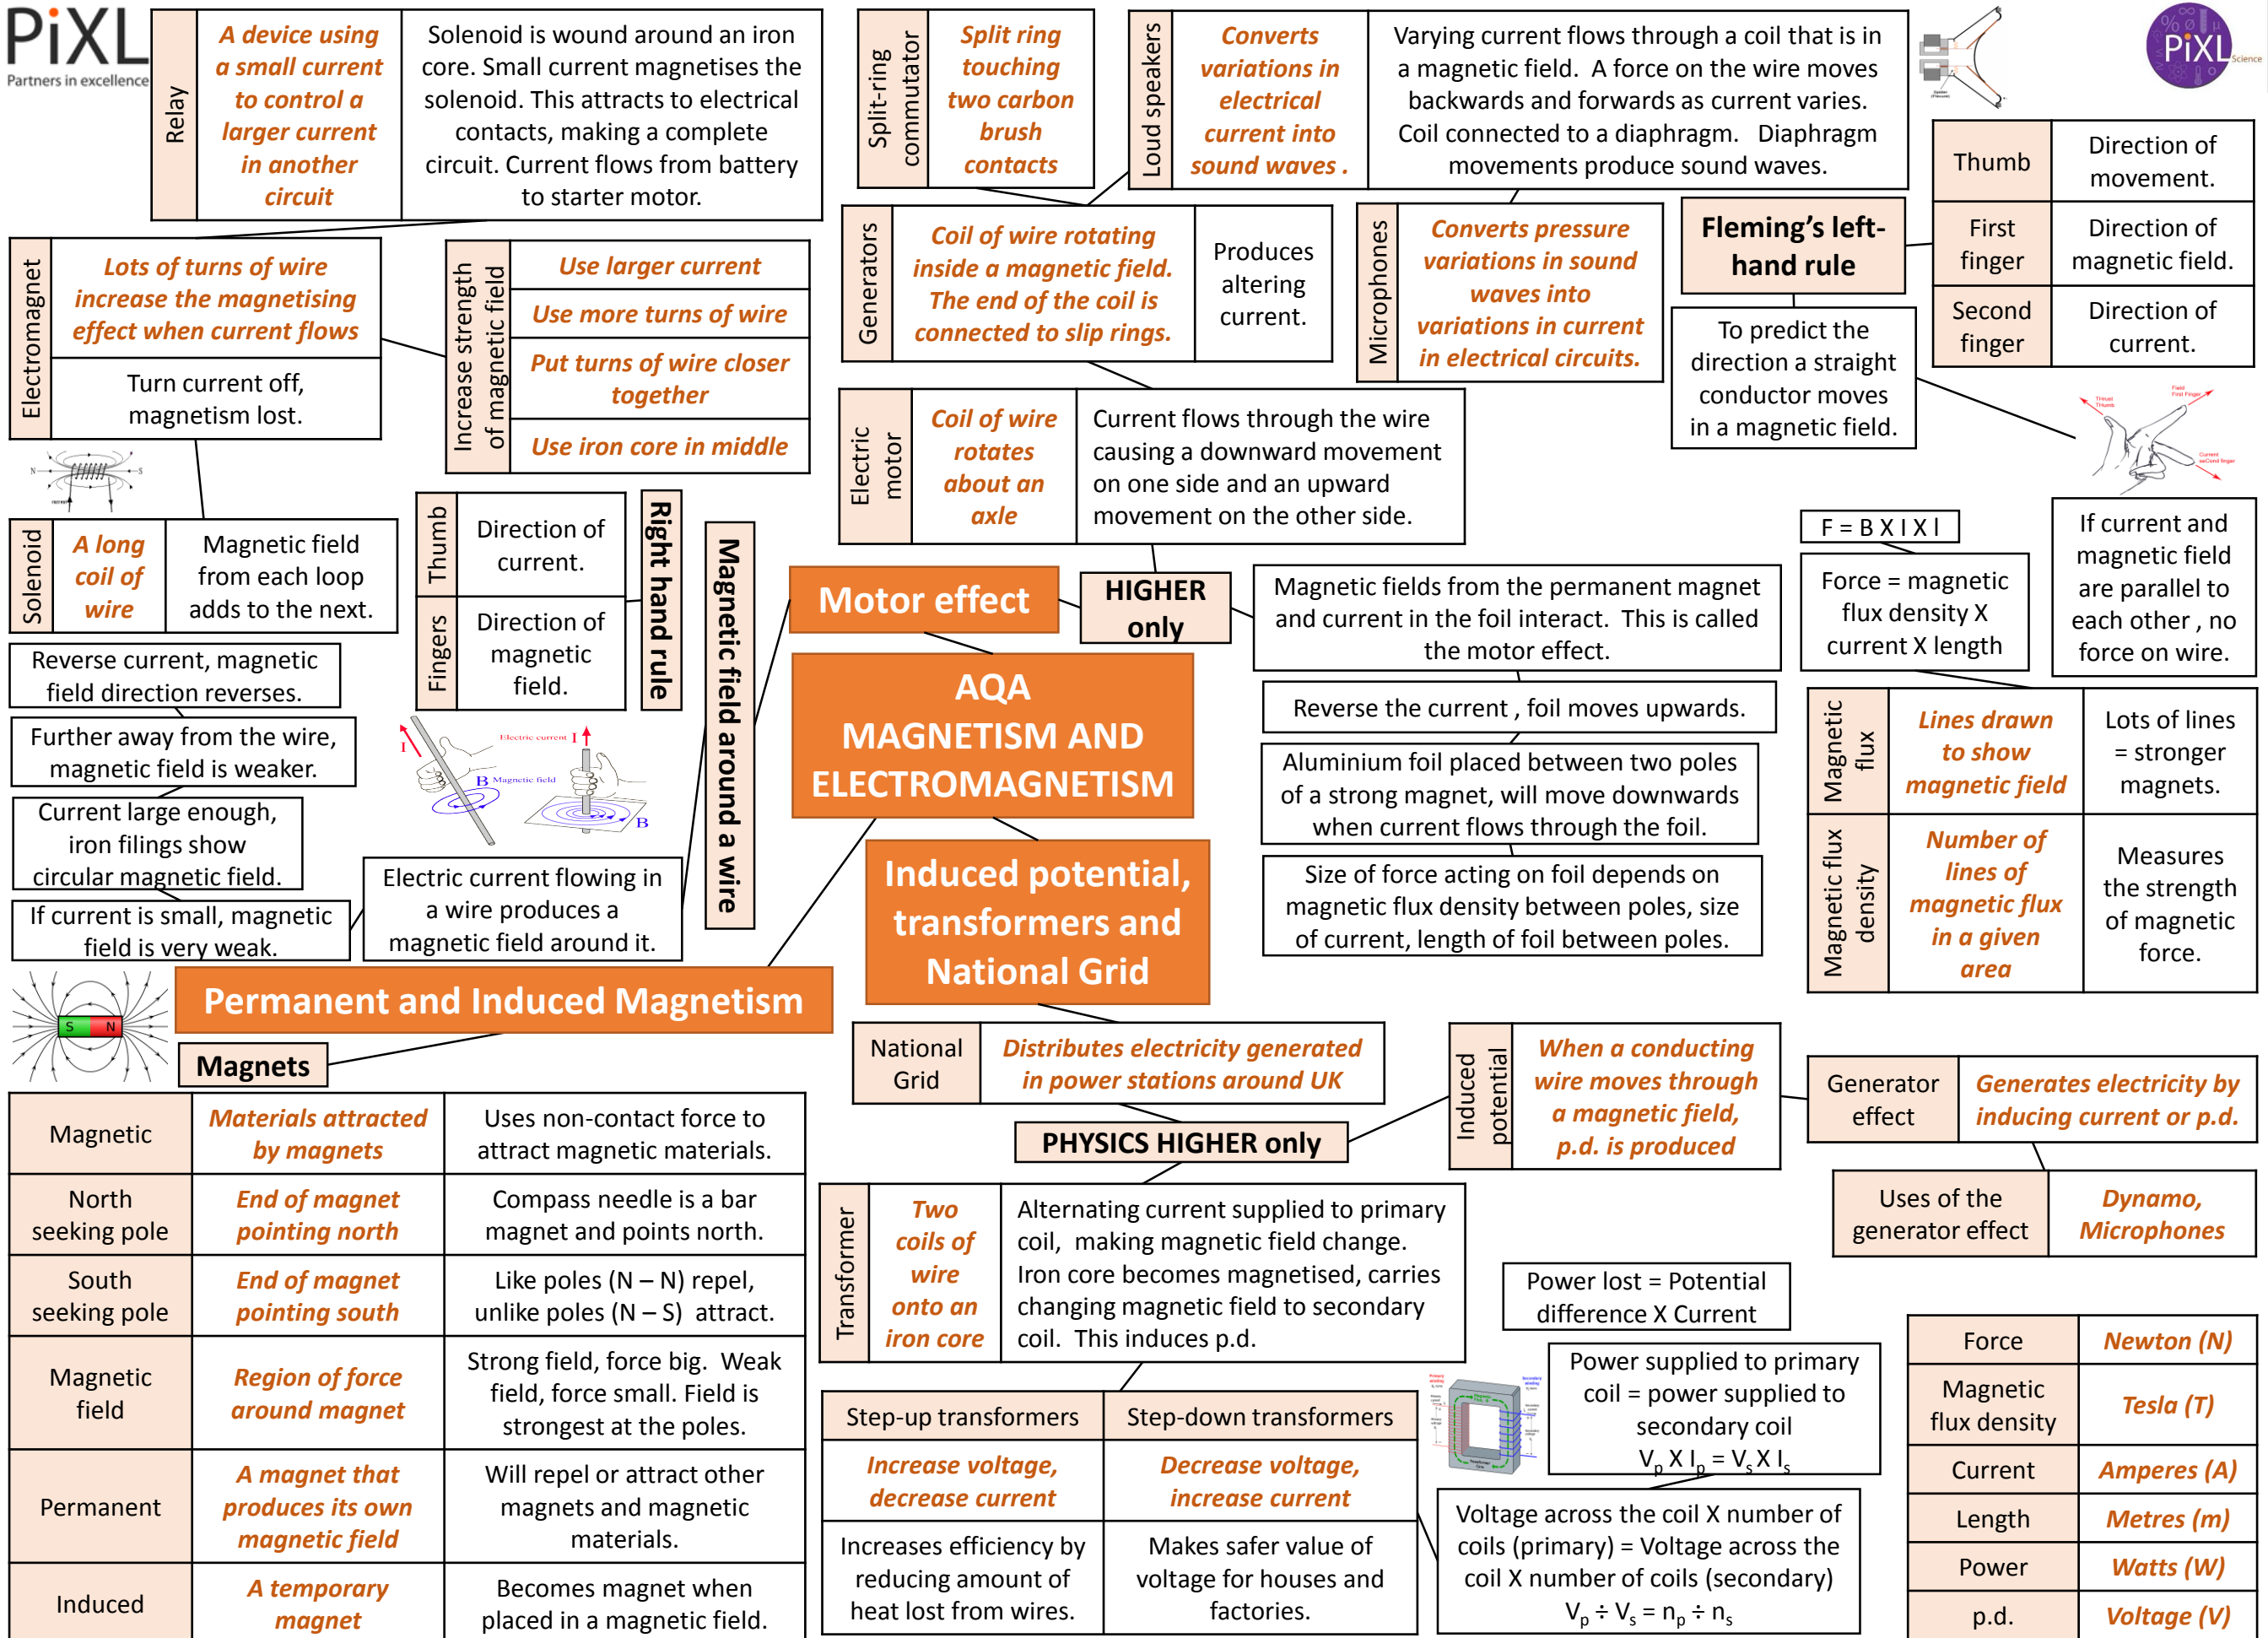 PiXL
Partners in excellence
Relay
A device using
a small current
to control a
larger current
in another
circuit
Solenoid is wound around an iron
core. Small current magnetises the
solenoid. This attracts to electrical
contacts, making a complete
circuit. Current flows from battery
to starter motor.
Split-ring
commutator
Split ring
touching
two carbon
brush
contacts
Loud speakers
Converts
variations in
electrical
current into
sound waves .
Varying current flows through a coil that is in
a magnetic field. A force on the wire moves
backwards and forwards as current varies.
Coil connected to a diaphragm. Diaphragm
movements produce sound waves.
PiXL
Science
Thumb
Direction of
movement.
First
finger
Direction of
magnetic field.
Second
finger
Direction of
current.
Fleming's left-
hand rule
To predict the
direction a straight
conductor moves
in a magnetic field.
Thrust
THumb
Field
First Finger
Current
seCond finger
Electromagnet
Lots of turns of wire
increase the magnetising
effect when current flows
Turn current off,
magnetism lost.
Increase strength
of magnetic field
Use larger current
Use more turns of wire
Put turns of wire closer
together
Use iron core in middle
Generators
Coil of wire rotating
inside a magnetic field.
The end of the coil is
connected to slip rings.
Produces
altering
current.
Microphones
Converts pressure
variations in sound
waves into
variations in current
in electrical circuits.
Electric
motor
Coil of wire
rotates
about an
axle
Current flows through the wire
causing a downward movement
on one side and an upward
movement on the other side.
N
S
Solenoid
A long
coil of
wire
Magnetic field
from each loop
adds to the next.
Thumb
Direction of
current.
Fingers
Direction of
magnetic
field.
Right hand rule
Magnetic field around a wire
Reverse current, magnetic
field direction reverses.
Further away from the wire,
magnetic field is weaker.
Current large enough,
iron filings show
circular magnetic field.
If current is small, magnetic
field is very weak.
I
Electric current I
B Magnetic field
B
Electric current flowing in
a wire produces a
magnetic field around it.
Motor effect
HIGHER
only
AQA
MAGNETISM AND
ELECTROMAGNETISM
Induced potential,
transformers and
National Grid
Permanent and Induced Magnetism
Magnetic fields from the permanent magnet
and current in the foil interact. This is called
the motor effect.
Reverse the current , foil moves upwards.
Aluminium foil placed between two poles
of a strong magnet, will move downwards
when current flows through the foil.
Size of force acting on foil depends on
magnetic flux density between poles, size
of current, length of foil between poles.
F = B X I X l
Force = magnetic
flux density X
current X length
If current and
magnetic field
are parallel to
each other , no
force on wire.
Magnetic
flux
Lines drawn
to show
magnetic field
Lots of lines
= stronger
magnets.
Magnetic flux
density
Number of
lines of
magnetic flux
in a given
area
Measures
the strength
of magnetic
force.
S
N
Magnets
Magnetic
Materials attracted
by magnets
Uses non-contact force to
attract magnetic materials.
North
seeking pole
End of magnet
pointing north
Compass needle is a bar
magnet and points north.
South
seeking pole
End of magnet
pointing south
Like poles (N – N) repel,
unlike poles (N – S) attract.
Magnetic
field
Region of force
around magnet
Strong field, force big. Weak
field, force small. Field is
strongest at the poles.
Permanent
A magnet that
produces its own
magnetic field
Will repel or attract other
magnets and magnetic
materials.
Induced
A temporary
magnet
Becomes magnet when
placed in a magnetic field.
National
Grid
Distributes electricity generated
in power stations around UK
PHYSICS HIGHER only
Induced
potential
When a conducting
wire moves through
a magnetic field,
p.d. is produced
Generator
effect
Generates electricity by
inducing current or p.d.
Uses of the
generator effect
Dynamo,
Microphones
Transformer
Two
coils of
wire
onto an
iron core
Alternating current supplied to primary
coil, making magnetic field change.
Iron core becomes magnetised, carries
changing magnetic field to secondary
coil. This induces p.d.
Step-up transformers
Step-down transformers
Increase voltage,
decrease current
Decrease voltage,
increase current
Increases efficiency by
reducing amount of
heat lost from wires.
Makes safer value of
voltage for houses and
factories.
Power lost = Potential
difference X Current
Power supplied to primary
coil = power supplied to
secondary coil
Vp X Ip = Vs X Is
Voltage across the coil X number of
coils (primary) = Voltage across the
coil X number of coils (secondary)
Vp ÷ Vs = np ÷ ns
Force
Newton (N)
Magnetic
flux density
Tesla (T)
Current
Amperes (A)
Length
Metres (m)
Power
Watts (W)
p.d.
Voltage (V)